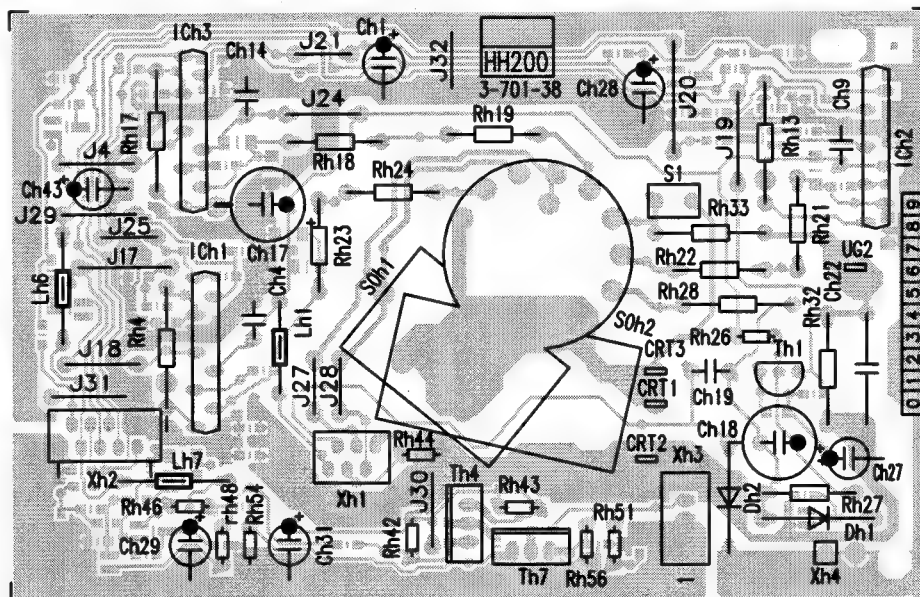 ICh3
Ch14
J21
Ch1
J32
HH200
3-701-38
Ch28
J20
J19
Rh13
Ch9
ICh2
Rh17
J24
Rh18
Rh19
J4
Ch43
J29
J25
J17
Rh24
Ch17
Rh23
S1
Rh33
Rh22
Rh28
Rh21
UG2
Ch22
ICh1
Lh6
Rh4
Ch4
Lh1
SOh1
SOh2
Rh32
Rh26
Th1
CRT3
CRT1
Ch19
J18
J31
J27
J28
0 1 2 3 4 5 6 7 8 9
Ch18
Rh44
CRT2
Xh3
Ch27
Xh2
Lh7
Xh1
J30
Th4
Rh43
Rh51
Dh2
Rh27
Dh1
Rh46
rh48
Rh54
Ch29
Ch31
Rh42
Th7
Rh56
1
Xh4